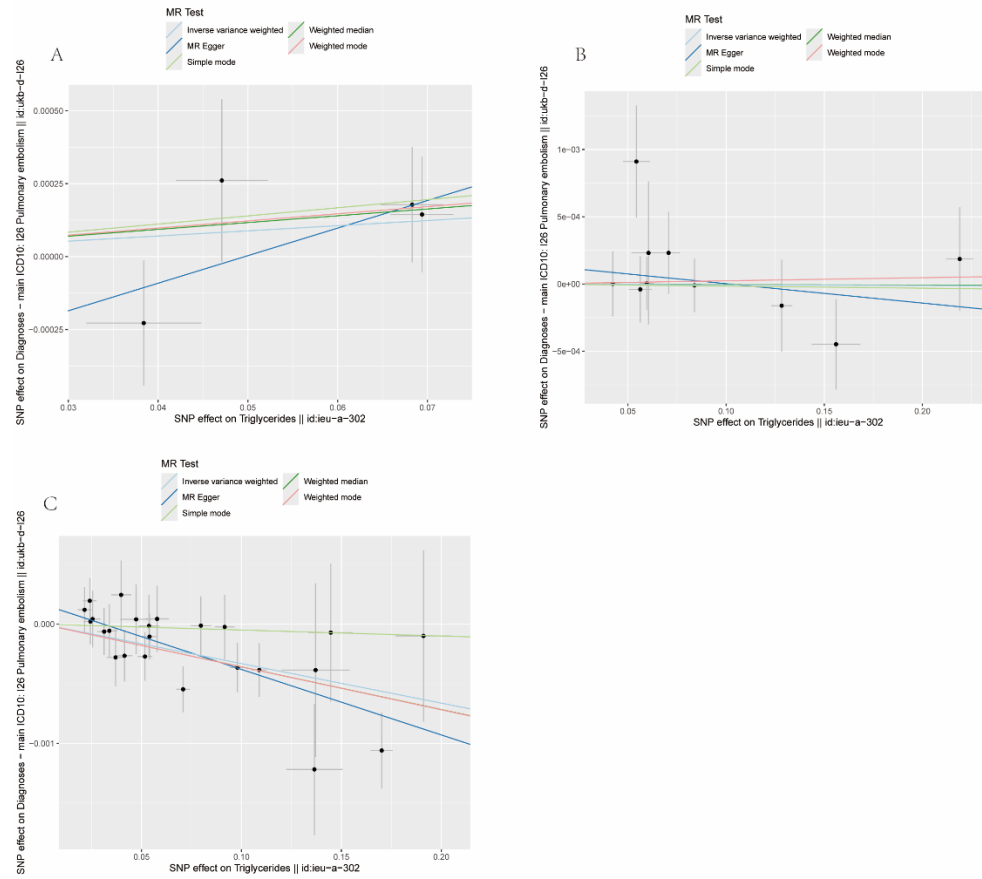 MR Test
Inverse variance weighted
Weighted median
MR Egger
Weighted mode
Simple mode
A
SNP effect on Diagnoses - main ICD10: I26 Pulmonary embolism || id:ukb-d-I26
0.00050
0.00025
0.00000
-0.00025
0.03
0.04
0.05
0.06
0.07
SNP effect on Triglycerides || id:ieu-a-302
MR Test
Inverse variance weighted
Weighted median
MR Egger
Weighted mode
Simple mode
B
SNP effect on Diagnoses - main ICD10: I26 Pulmonary embolism || id:ukb-d-I26
1e-03
5e-04
0e+00
-5e-04
0.05
0.10
0.15
0.20
SNP effect on Triglycerides || id:ieu-a-302
MR Test
Inverse variance weighted
Weighted median
MR Egger
Weighted mode
Simple mode
C
SNP effect on Diagnoses - main ICD10: I26 Pulmonary embolism || id:ukb-d-I26
0.000
-0.001
0.05
0.10
0.15
0.20
SNP effect on Triglycerides || id:ieu-a-302